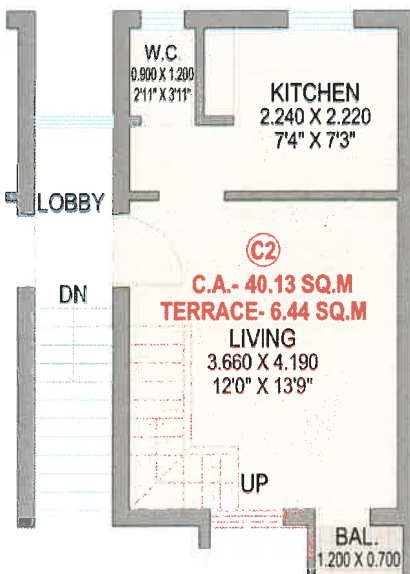 W.C.
0.900 X 1.200
2'11" X 3'11"
KITCHEN
2.240 X 2.220
7'4" X 7'3"
LOBBY
DN
C2
C.A.- 40.13 SQ.M
TERRACE- 6.44 SQ.M
LIVING
3.660 X 4.190
12'0" X 13'9"
UP
BAL.
1.200 X 0.700